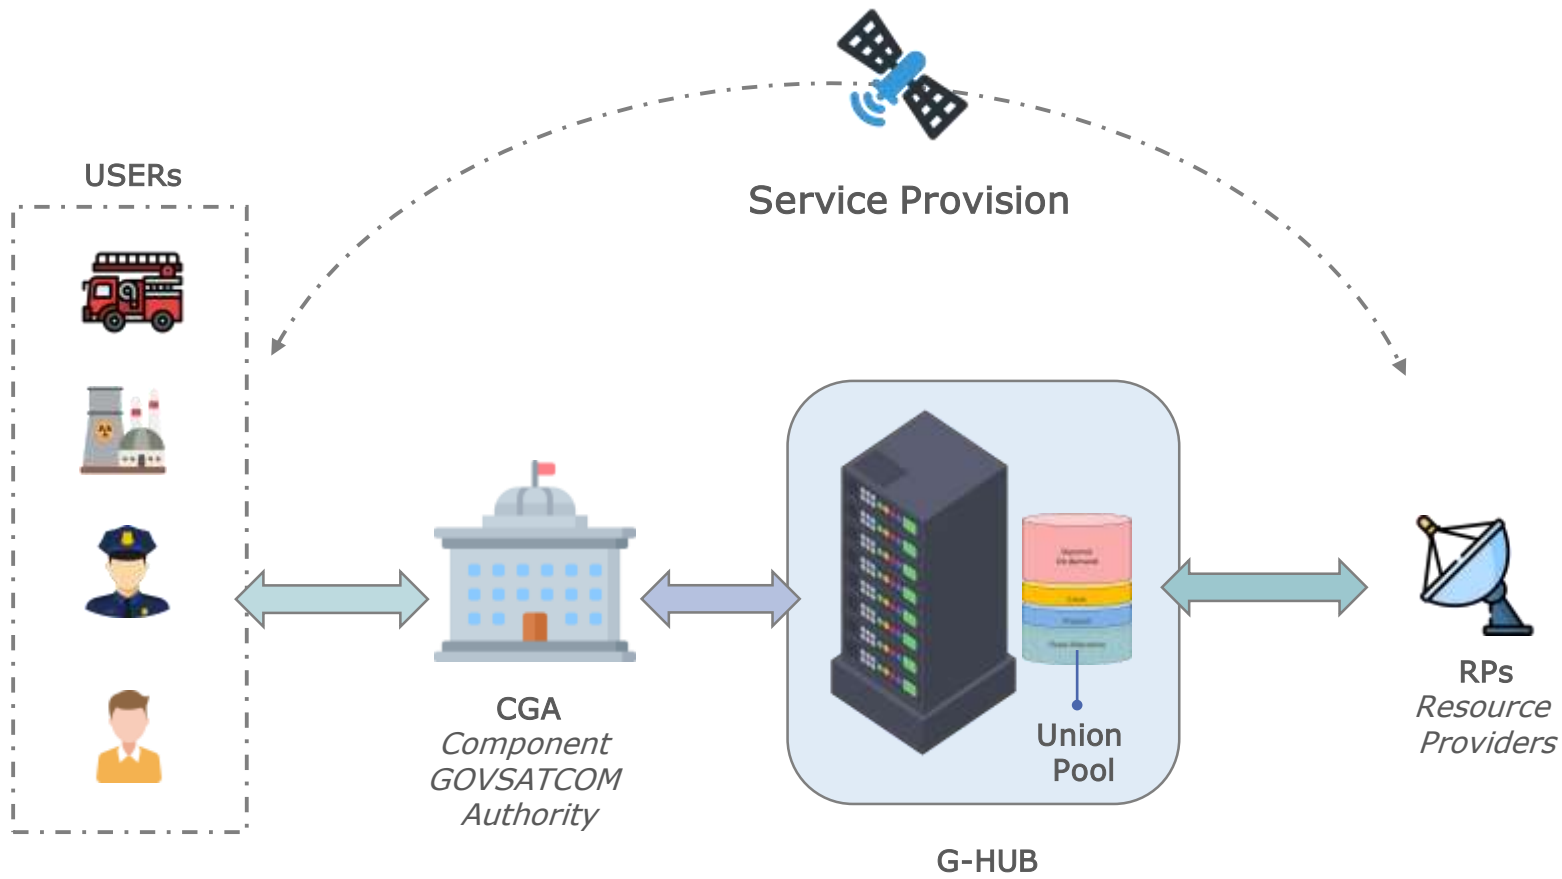 USERs
Service Provision
CGA
Component
GOVSATCOM
Authority
Union
Pool
G-HUB
RPs
Resource
Providers